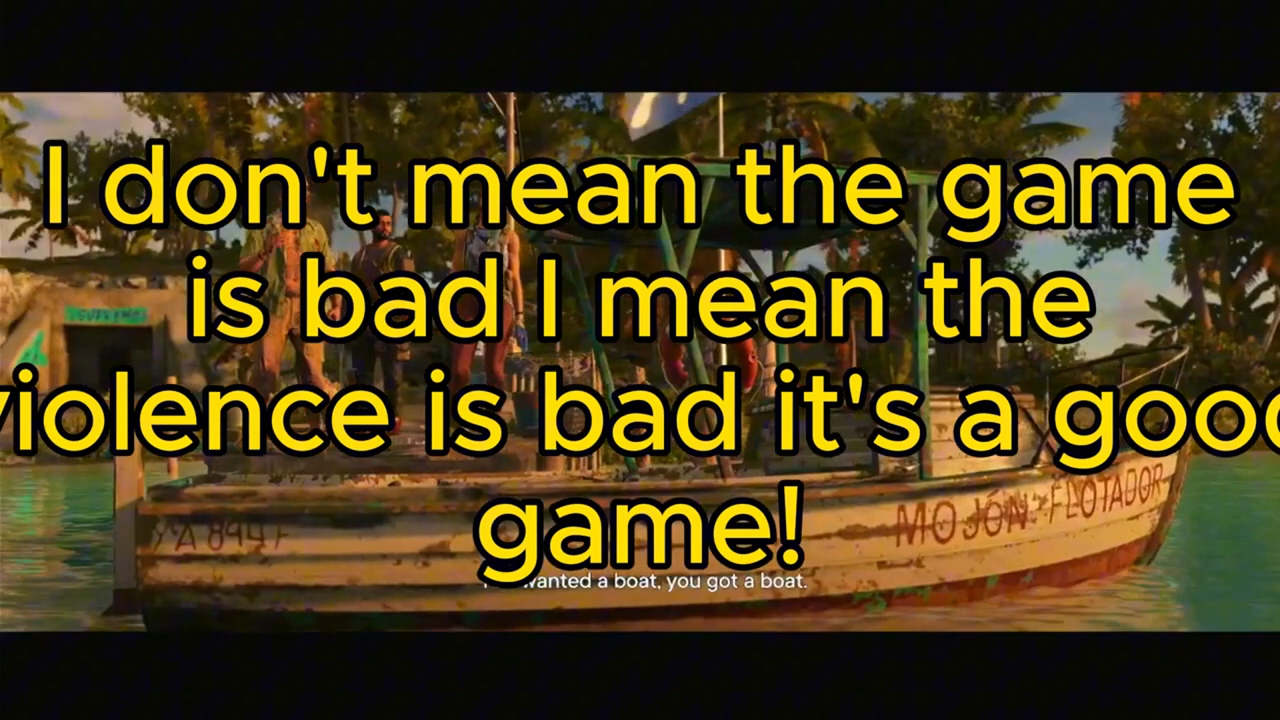 I don't mean the game
is bad I mean the
violence is bad it's a good
game!
MOJÓN FLOTADOR
wanted a boat, you got a boat.